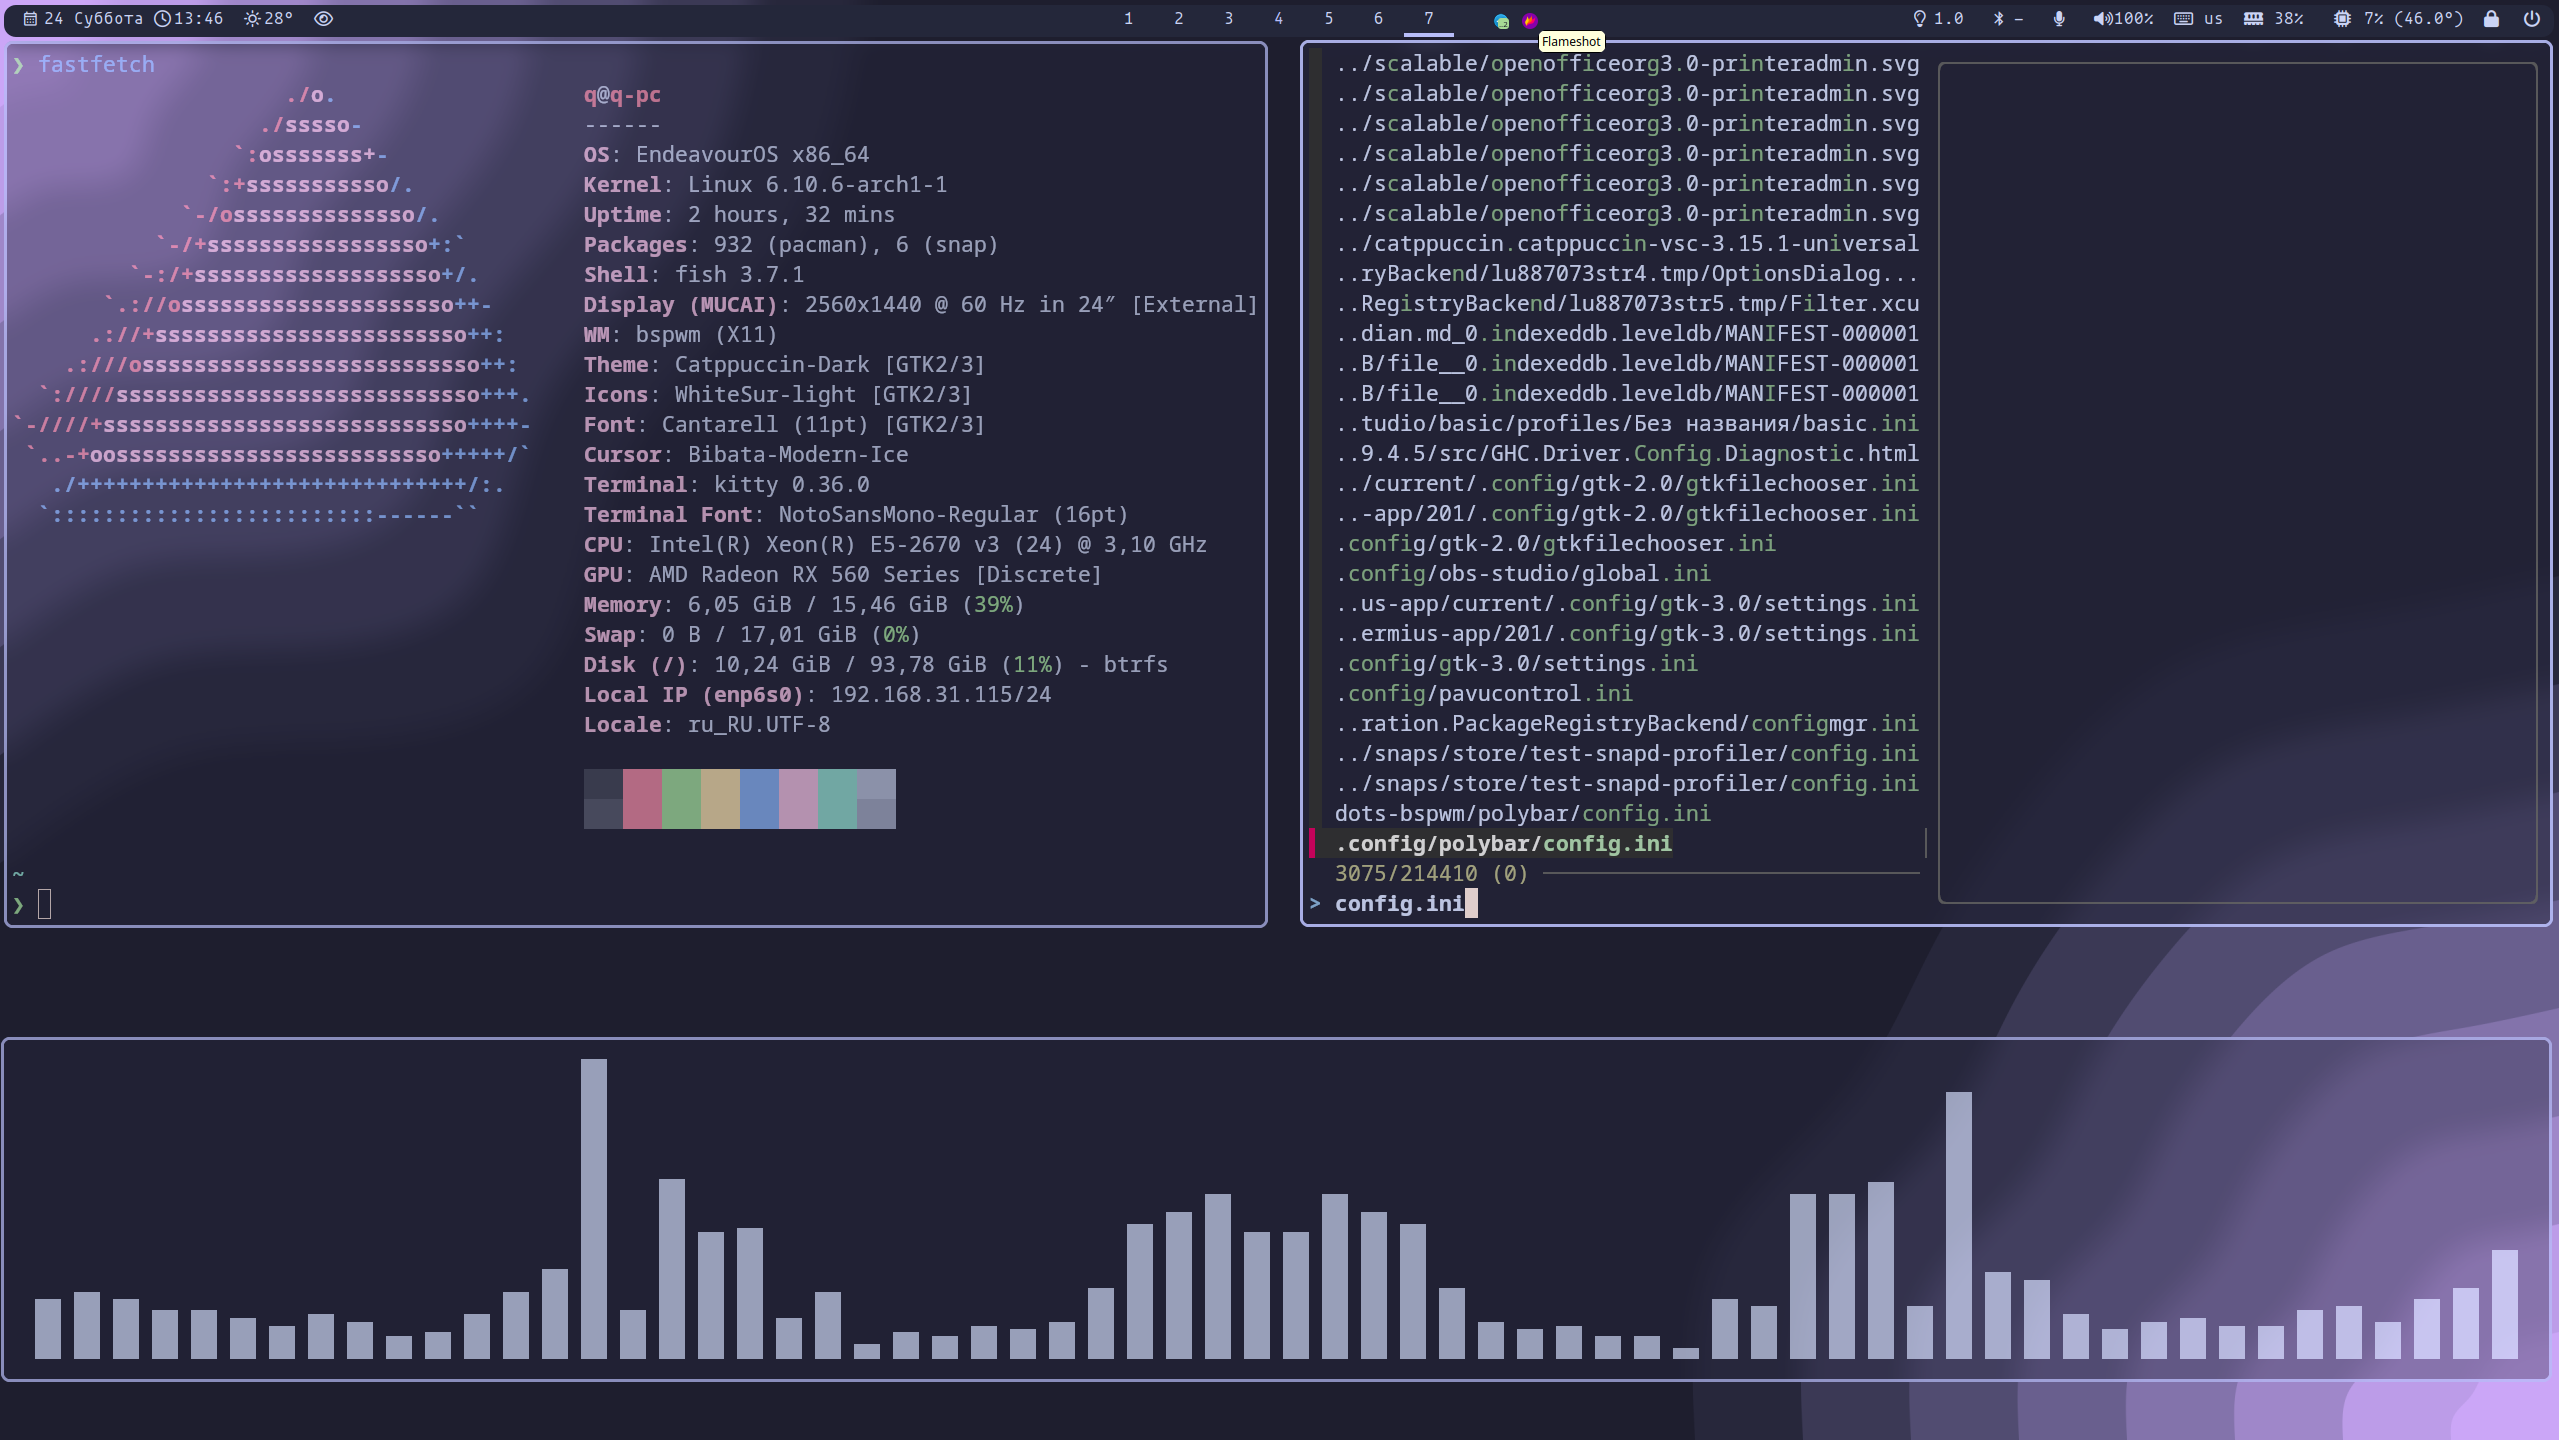 24 Суббота 13:46 28° 1 2 3 4 5 6 7 1.0 – 100% us 38% 7% (46.0°)
Flameshot
❯ fastfetch
./o.
./sssso-
`:osssssss+-
`:+sssssssssso/.
`-/ossssssssssssso/.
`-/+sssssssssssssssso+:`
`-:/+sssssssssssssssssso+/.
`.://osssssssssssssssssssso++-
.://+ssssssssssssssssssssssso++:
.:///ossssssssssssssssssssssssso++:
`:////ssssssssssssssssssssssssssso+++.
`-////+ssssssssssssssssssssssssssso++++-
`..-+oosssssssssssssssssssssssso+++++/`
./++++++++++++++++++++++++++++++/:.
`:::::::::::::::::::::::::------``
q@q-pc
------
OS: EndeavourOS x86_64
Kernel: Linux 6.10.6-arch1-1
Uptime: 2 hours, 32 mins
Packages: 932 (pacman), 6 (snap)
Shell: fish 3.7.1
Display (MUCAI): 2560x1440 @ 60 Hz in 24″ [External]
WM: bspwm (X11)
Theme: Catppuccin-Dark [GTK2/3]
Icons: WhiteSur-light [GTK2/3]
Font: Cantarell (11pt) [GTK2/3]
Cursor: Bibata-Modern-Ice
Terminal: kitty 0.36.0
Terminal Font: NotoSansMono-Regular (16pt)
CPU: Intel(R) Xeon(R) E5-2670 v3 (24) @ 3,10 GHz
GPU: AMD Radeon RX 560 Series [Discrete]
Memory: 6,05 GiB / 15,46 GiB (39%)
Swap: 0 B / 17,01 GiB (0%)
Disk (/): 10,24 GiB / 93,78 GiB (11%) - btrfs
Local IP (enp6s0): 192.168.31.115/24
Locale: ru_RU.UTF-8
~
❯
../scalable/openofficeorg3.0-printeradmin.svg
../scalable/openofficeorg3.0-printeradmin.svg
../scalable/openofficeorg3.0-printeradmin.svg
../scalable/openofficeorg3.0-printeradmin.svg
../scalable/openofficeorg3.0-printeradmin.svg
../scalable/openofficeorg3.0-printeradmin.svg
../catppuccin.catppuccin-vsc-3.15.1-universal
..ryBackend/lu887073str4.tmp/OptionsDialog...
..RegistryBackend/lu887073str5.tmp/Filter.xcu
..dian.md_0.indexeddb.leveldb/MANIFEST-000001
..B/file__0.indexeddb.leveldb/MANIFEST-000001
..B/file__0.indexeddb.leveldb/MANIFEST-000001
..tudio/basic/profiles/Без названия/basic.ini
..9.4.5/src/GHC.Driver.Config.Diagnostic.html
../current/.config/gtk-2.0/gtkfilechooser.ini
..-app/201/.config/gtk-2.0/gtkfilechooser.ini
.config/gtk-2.0/gtkfilechooser.ini
.config/obs-studio/global.ini
..us-app/current/.config/gtk-3.0/settings.ini
..ermius-app/201/.config/gtk-3.0/settings.ini
.config/gtk-3.0/settings.ini
.config/pavucontrol.ini
..ration.PackageRegistryBackend/configmgr.ini
../snaps/store/test-snapd-profiler/config.ini
../snaps/store/test-snapd-profiler/config.ini
dots-bspwm/polybar/config.ini
.config/polybar/config.ini
3075/214410 (0)
> config.ini